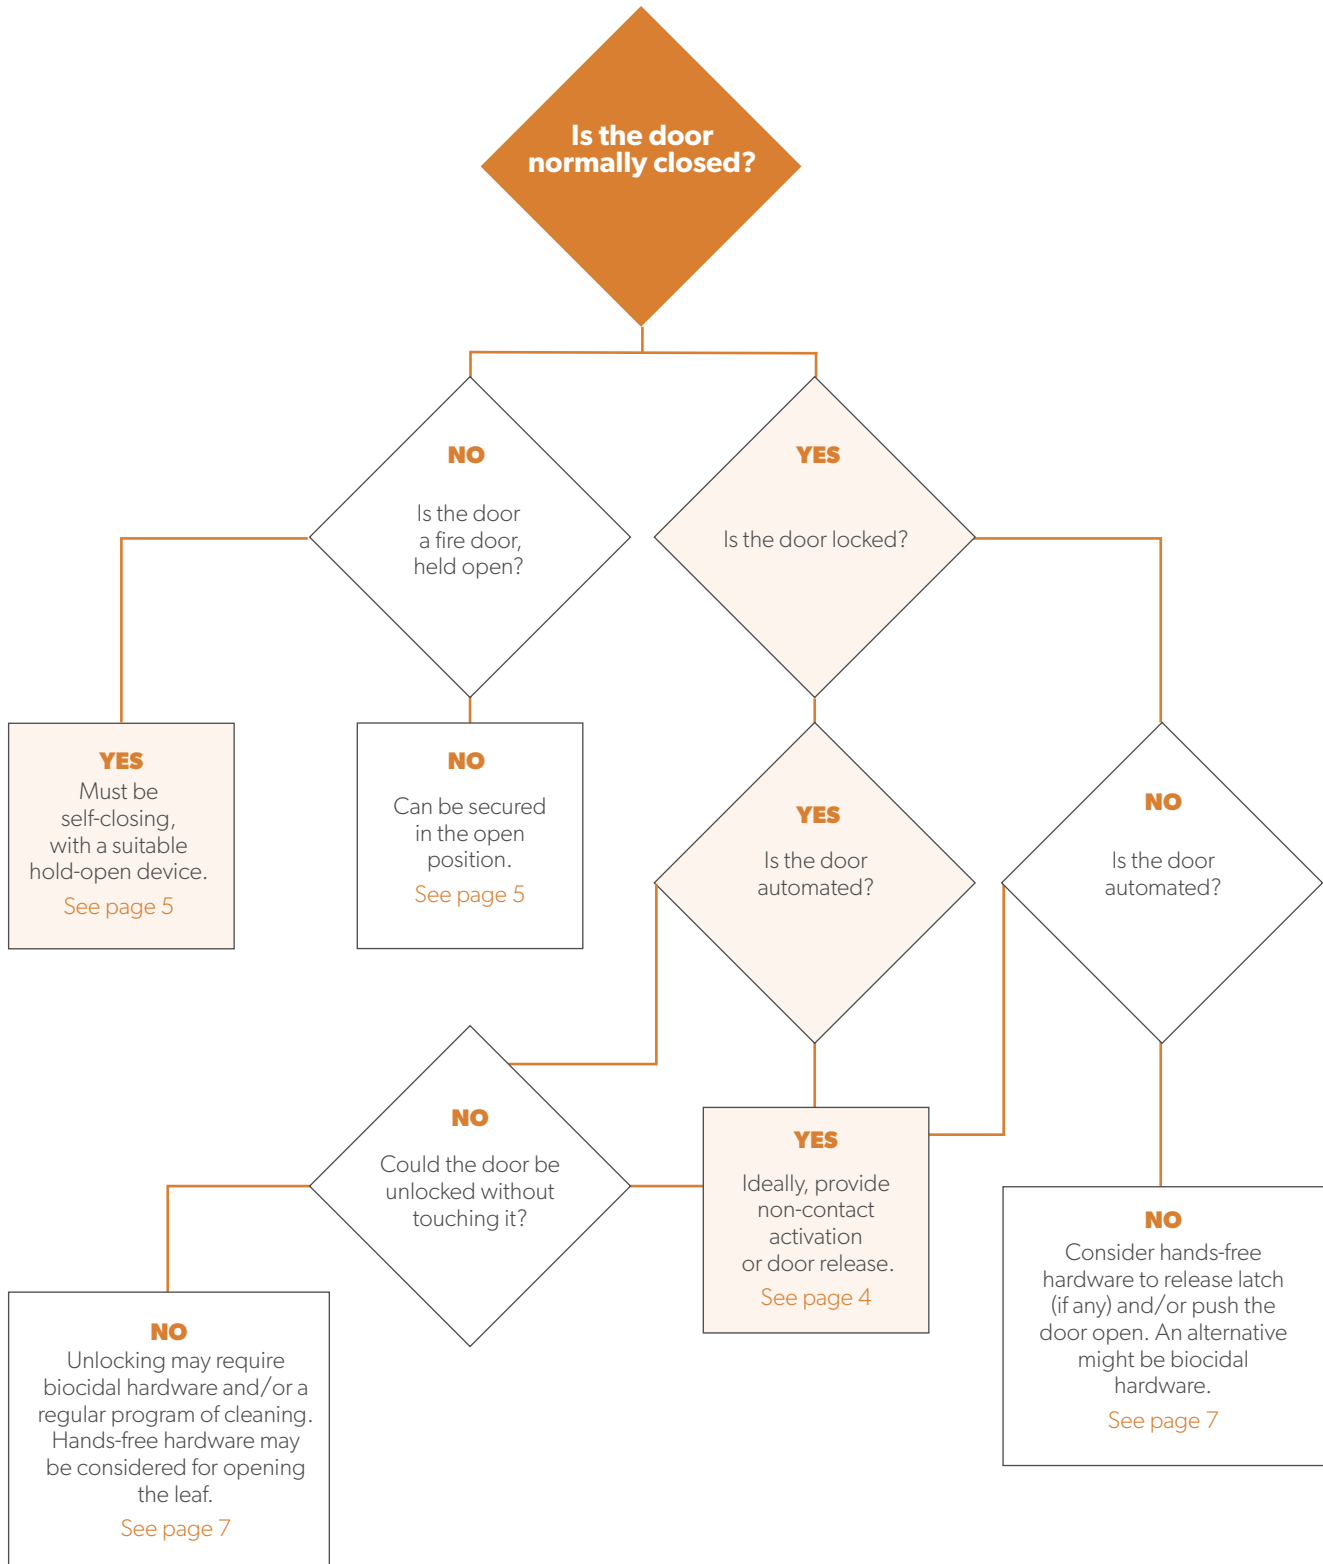 Is the door
normally closed?
NO
Is the door
a fire door,
held open?
YES
Is the door locked?
YES
Must be
self-closing,
with a suitable
hold-open device.
See page 5
NO
Can be secured
in the open
position.
See page 5
YES
Is the door
automated?
NO
Is the door
automated?
NO
Could the door be
unlocked without
touching it?
YES
Ideally, provide
non-contact
activation
or door release.
See page 4
NO
Consider hands-free
hardware to release latch
(if any) and/or push the
door open. An alternative
might be biocidal
hardware.
See page 7
NO
Unlocking may require
biocidal hardware and/or a
regular program of cleaning.
Hands-free hardware may
be considered for opening
the leaf.
See page 7